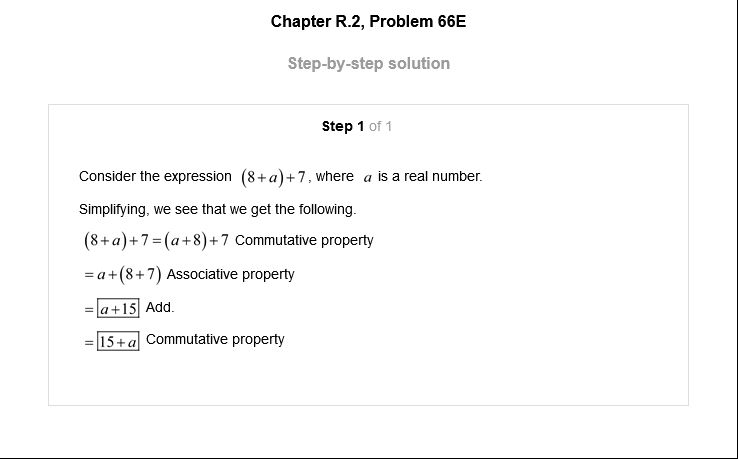 Chapter R.2, Problem 66E
Step-by-step solution
Step 1 of 1
Consider the expression (8+a)+7, where a is a real number.
Simplifying, we see that we get the following.
(8+a)+7=(a+8)+7 Commutative property
=a+(8+7) Associative property
=a+15 Add.
=15+a Commutative property